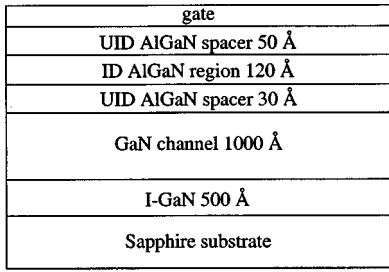 gate
UID AlGaN spacer 50 Å
ID AlGaN region 120 Å
UID AlGaN spacer 30 Å
GaN channel 1000 Å
I-GaN 500 Å
Sapphire substrate